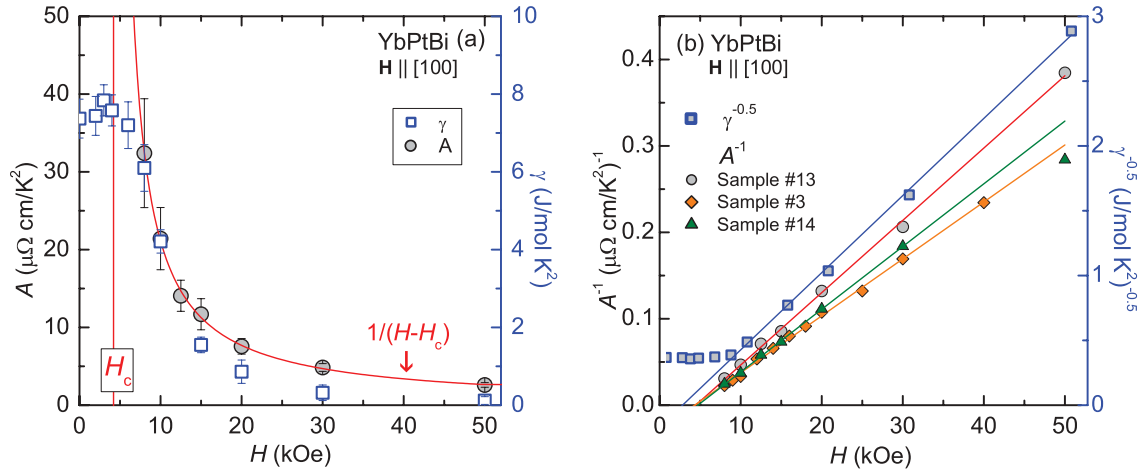 YbPtBi (a)
H || [100]
γ
A
1/(H-Hc)
Hc
A (μΩ cm/K²)
50
40
30
20
10
0
γ (J/mol K²)
10
8
6
4
2
0
0 10 20 30 40 50
H (kOe)
(b) YbPtBi
H || [100]
γ⁻⁰·⁵
A⁻¹
Sample #13
Sample #3
Sample #14
A⁻¹ (μΩ cm/K²)⁻¹
0.4
0.3
0.2
0.1
0.0
γ⁻⁰·⁵ (J/mol K²)⁻⁰·⁵
3
2
1
0
0 10 20 30 40 50
H (kOe)